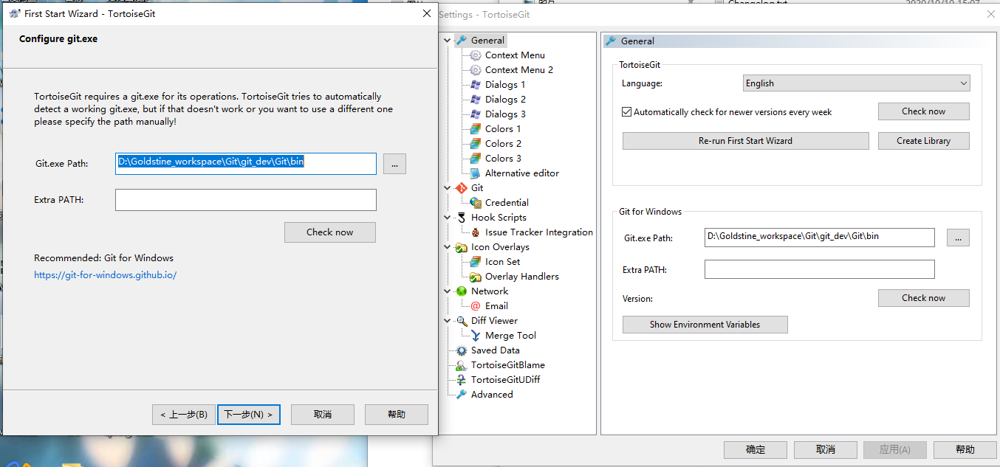 First Start Wizard - TortoiseGit
Configure git.exe
TortoiseGit requires a git.exe for its operations. TortoiseGit tries to automatically
detect a working git.exe, but if that doesn't work or you want to use a different one
please specify the path manually!
Git.exe Path:
D:\Goldstine_workspace\Git\git_dev\Git\bin
...
Extra PATH:
Check now
Recommended: Git for Windows
https://git-for-windows.github.io/
< 上一步(B)
下一步(N) >
取消
帮助
Changelog.txt
2020/10/10 15:07
Settings - TortoiseGit
General
Context Menu
Context Menu 2
Dialogs 1
Dialogs 2
Dialogs 3
Colors 1
Colors 2
Colors 3
Alternative editor
Git
Credential
Hook Scripts
Issue Tracker Integration
Icon Overlays
Icon Set
Overlay Handlers
Network
Email
Diff Viewer
Merge Tool
Saved Data
TortoiseGitBlame
TortoiseGitUDiff
Advanced
General
TortoiseGit
Language:
English
Automatically check for newer versions every week
Check now
Re-run First Start Wizard
Create Library
Git for Windows
Git.exe Path:
D:\Goldstine_workspace\Git\git_dev\Git\bin
...
Extra PATH:
Version:
Check now
Show Environment Variables
确定
取消
应用(A)
帮助